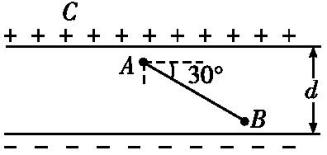 C
+ + + + + + + + + + +
A 30° d
B
− − − − − − − − − − −